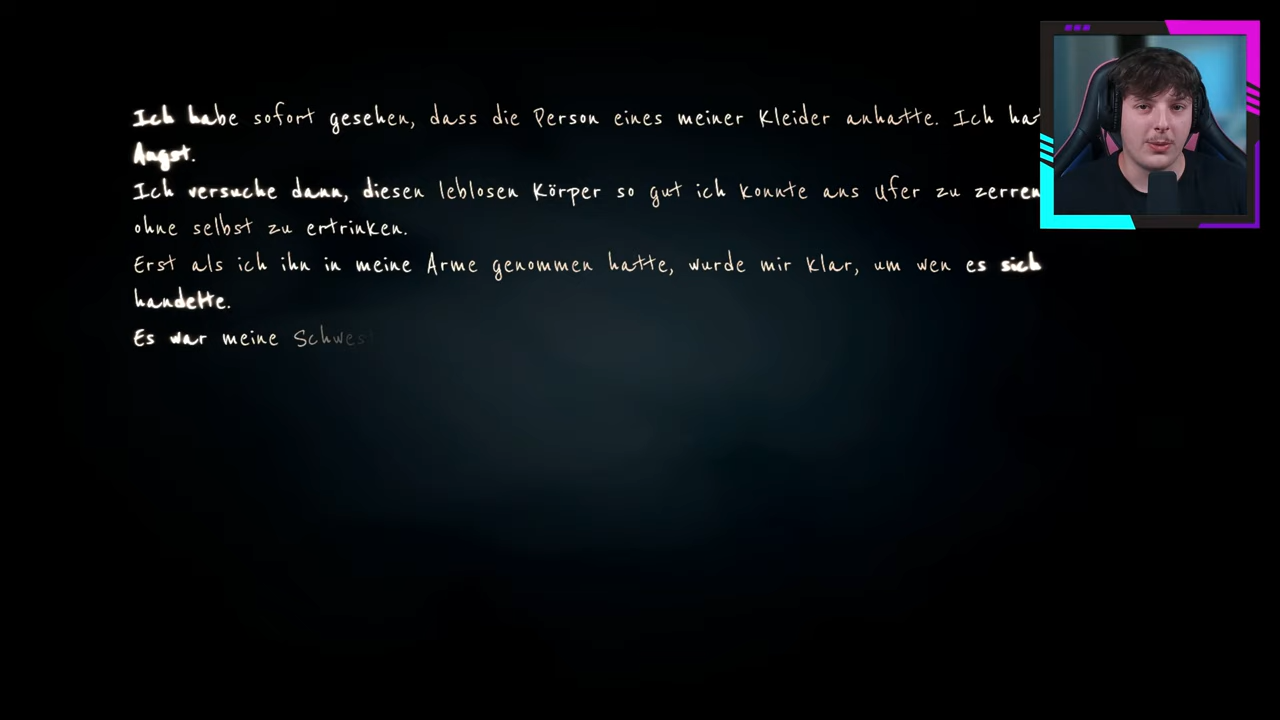 Ich habe sofort gesehen, dass die Person eines meiner Kleider anhatte. Ich hat
Angst.
Ich versuche dann, diesen leblosen Körper so gut ich konnte ans Ufer zu zerren
ohne selbst zu ertrinken.
Erst als ich ihn in meine Arme genommen hatte, wurde mir klar, um wen es sich
handelte.
Es war meine Schwes